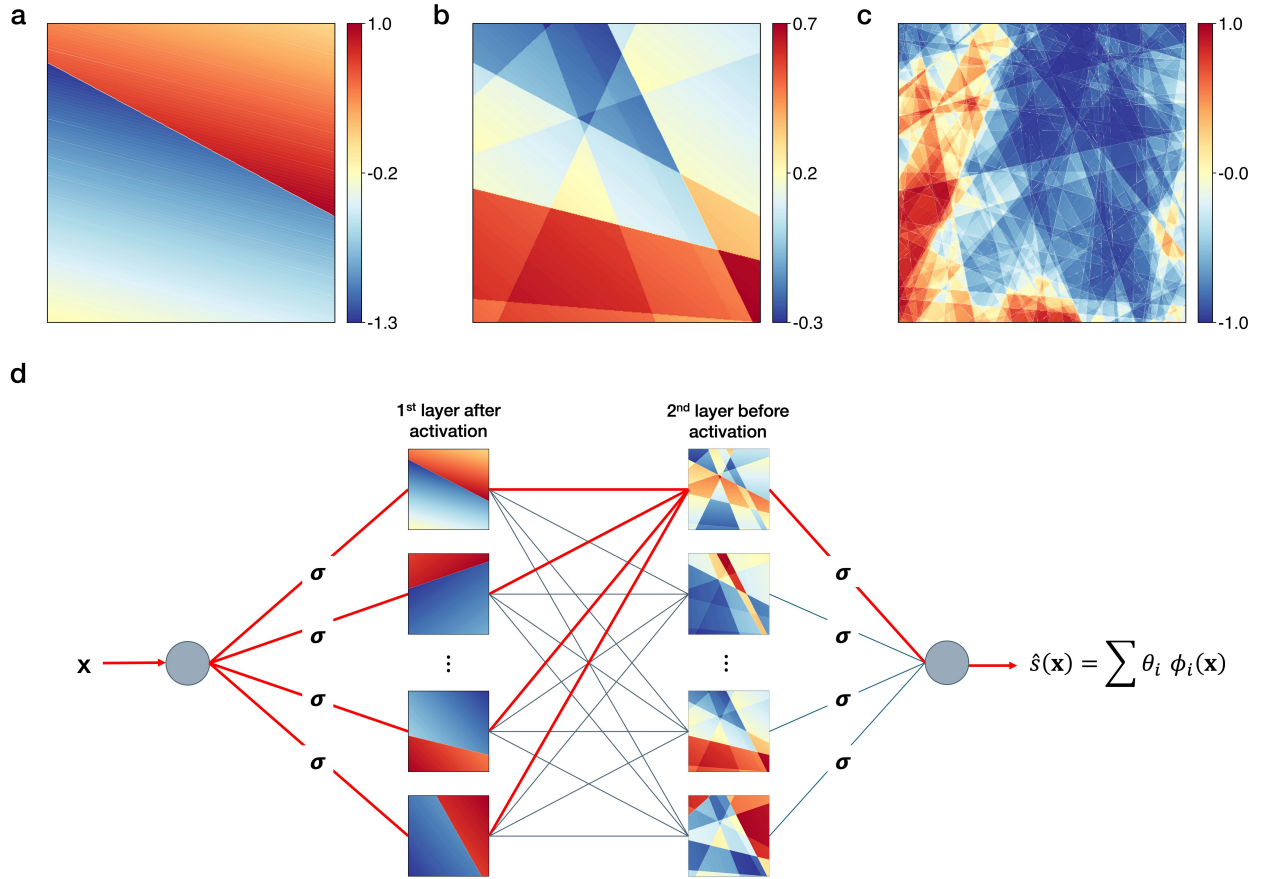 a
1.0
-0.2
-1.3
b
0.7
0.2
-0.3
c
1.0
-0.0
-1.0
d
1st layer after
activation
2nd layer before
activation
σ
σ
σ
σ
⋮
⋮
σ
σ
σ
σ
x
ŝ(x) = ∑ θᵢ ϕᵢ(x)